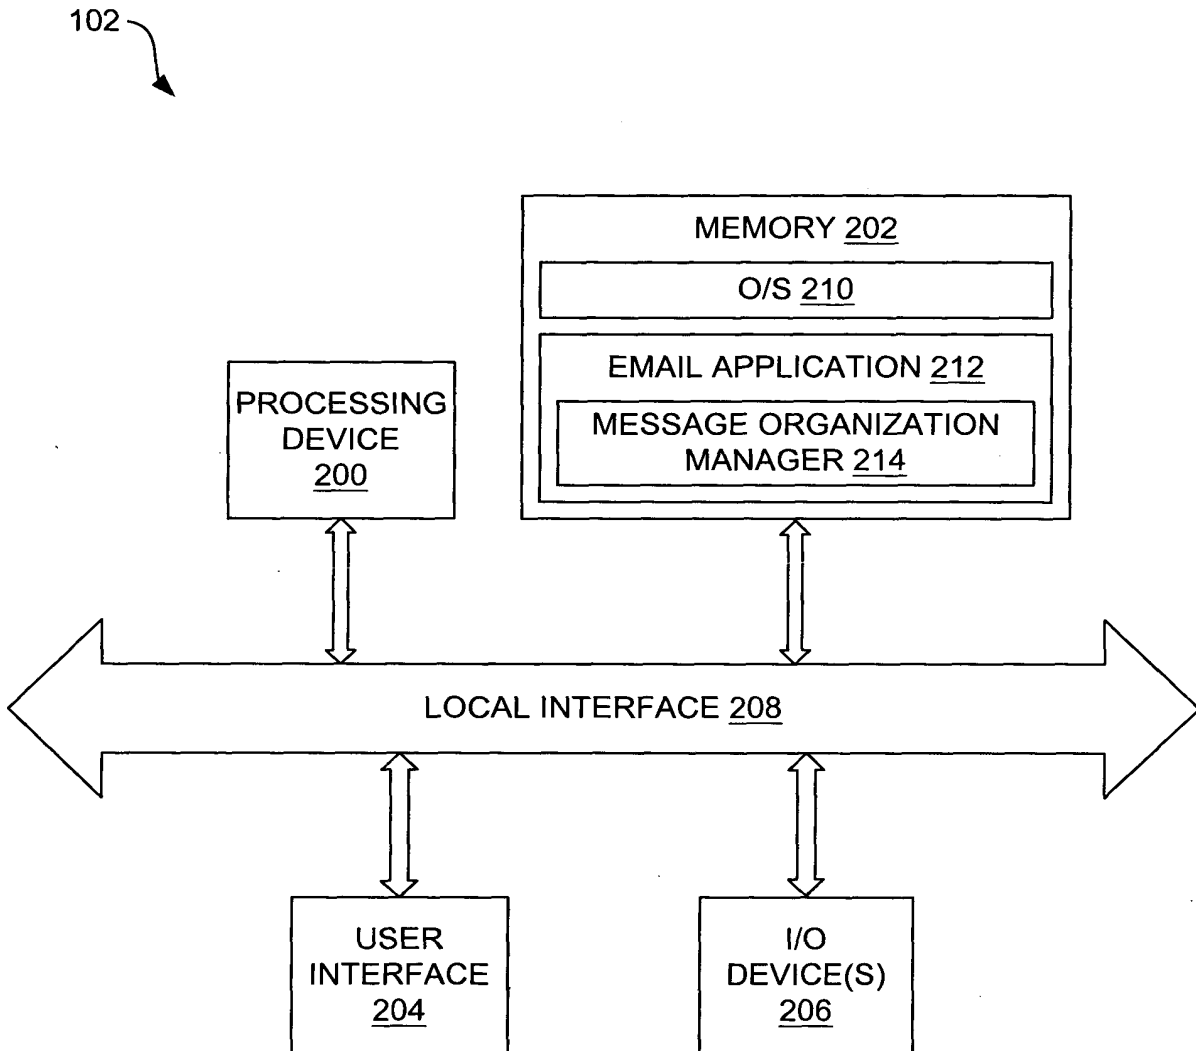 102
MEMORY 202
O/S 210
EMAIL APPLICATION 212
MESSAGE ORGANIZATION
MANAGER 214
PROCESSING
DEVICE
200
LOCAL INTERFACE 208
USER
INTERFACE
204
I/O
DEVICE(S)
206